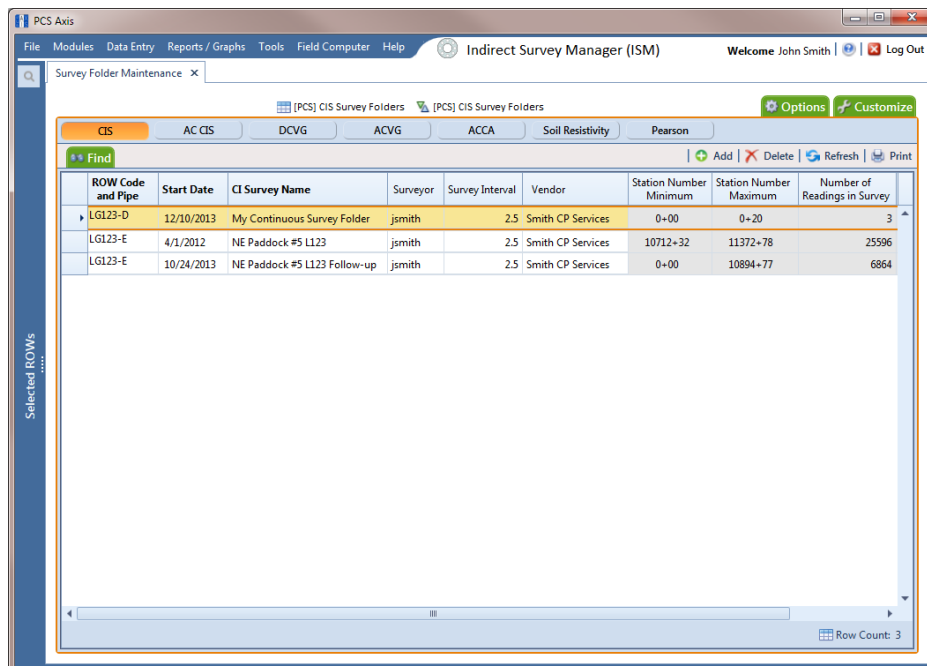 PCS Axis
File Modules Data Entry Reports / Graphs Tools Field Computer Help Indirect Survey Manager (ISM) Welcome John Smith Log Out
Survey Folder Maintenance X
[PCS] CIS Survey Folders [PCS] CIS Survey Folders Options Customize
CIS AC CIS DCVG ACVG ACCA Soil Resistivity Pearson
Find Add Delete Refresh Print
ROW Code and Pipe Start Date CI Survey Name Surveyor Survey Interval Vendor Station Number Minimum Station Number Maximum Number of Readings in Survey
LG123-D 12/10/2013 My Continuous Survey Folder jsmith 2.5 Smith CP Services 0+00 0+20 3
LG123-E 4/1/2012 NE Paddock #5 L123 jsmith 2.5 Smith CP Services 10712+32 11372+78 25596
LG123-E 10/24/2013 NE Paddock #5 L123 Follow-up jsmith 2.5 Smith CP Services 0+00 10894+77 6864
Selected ROWs
Row Count: 3